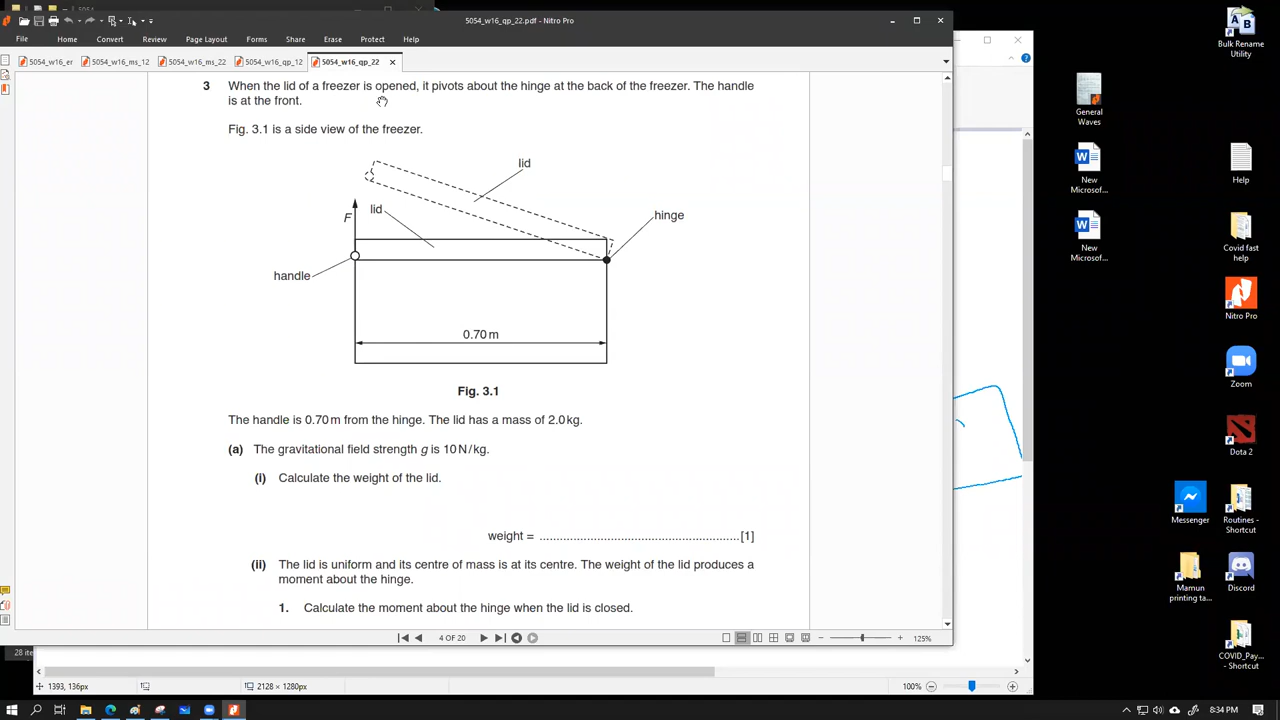 5054_w16_qp_22.pdf - Nitro Pro
File Home Convert Review Page Layout Forms Share Erase Protect Help
5054_w16_er 5054_w16_ms_12 5054_w16_ms_22 5054_w16_qp_12 5054_w16_qp_22
3 When the lid of a freezer is opened, it pivots about the hinge at the back of the freezer. The handle
is at the front.
Fig. 3.1 is a side view of the freezer.
lid
lid
F
hinge
handle
0.70 m
Fig. 3.1
The handle is 0.70 m from the hinge. The lid has a mass of 2.0 kg.
(a) The gravitational field strength g is 10 N/kg.
(i) Calculate the weight of the lid.
weight = ........................................................ [1]
(ii) The lid is uniform and its centre of mass is at its centre. The weight of the lid produces a
moment about the hinge.
1. Calculate the moment about the hinge when the lid is closed.
4 OF 20
125%
28 ite
1393, 136px
2128 × 1280px
100%
8:34 PM
General
Waves
New
Microsof...
New
Microsof...
Bulk Rename
Utility
Help
Covid fast
help
Nitro Pro
Zoom
Dota 2
Messenger
Routines -
Shortcut
Mamun
printing ta...
Discord
COVID_Pay...
- Shortcut